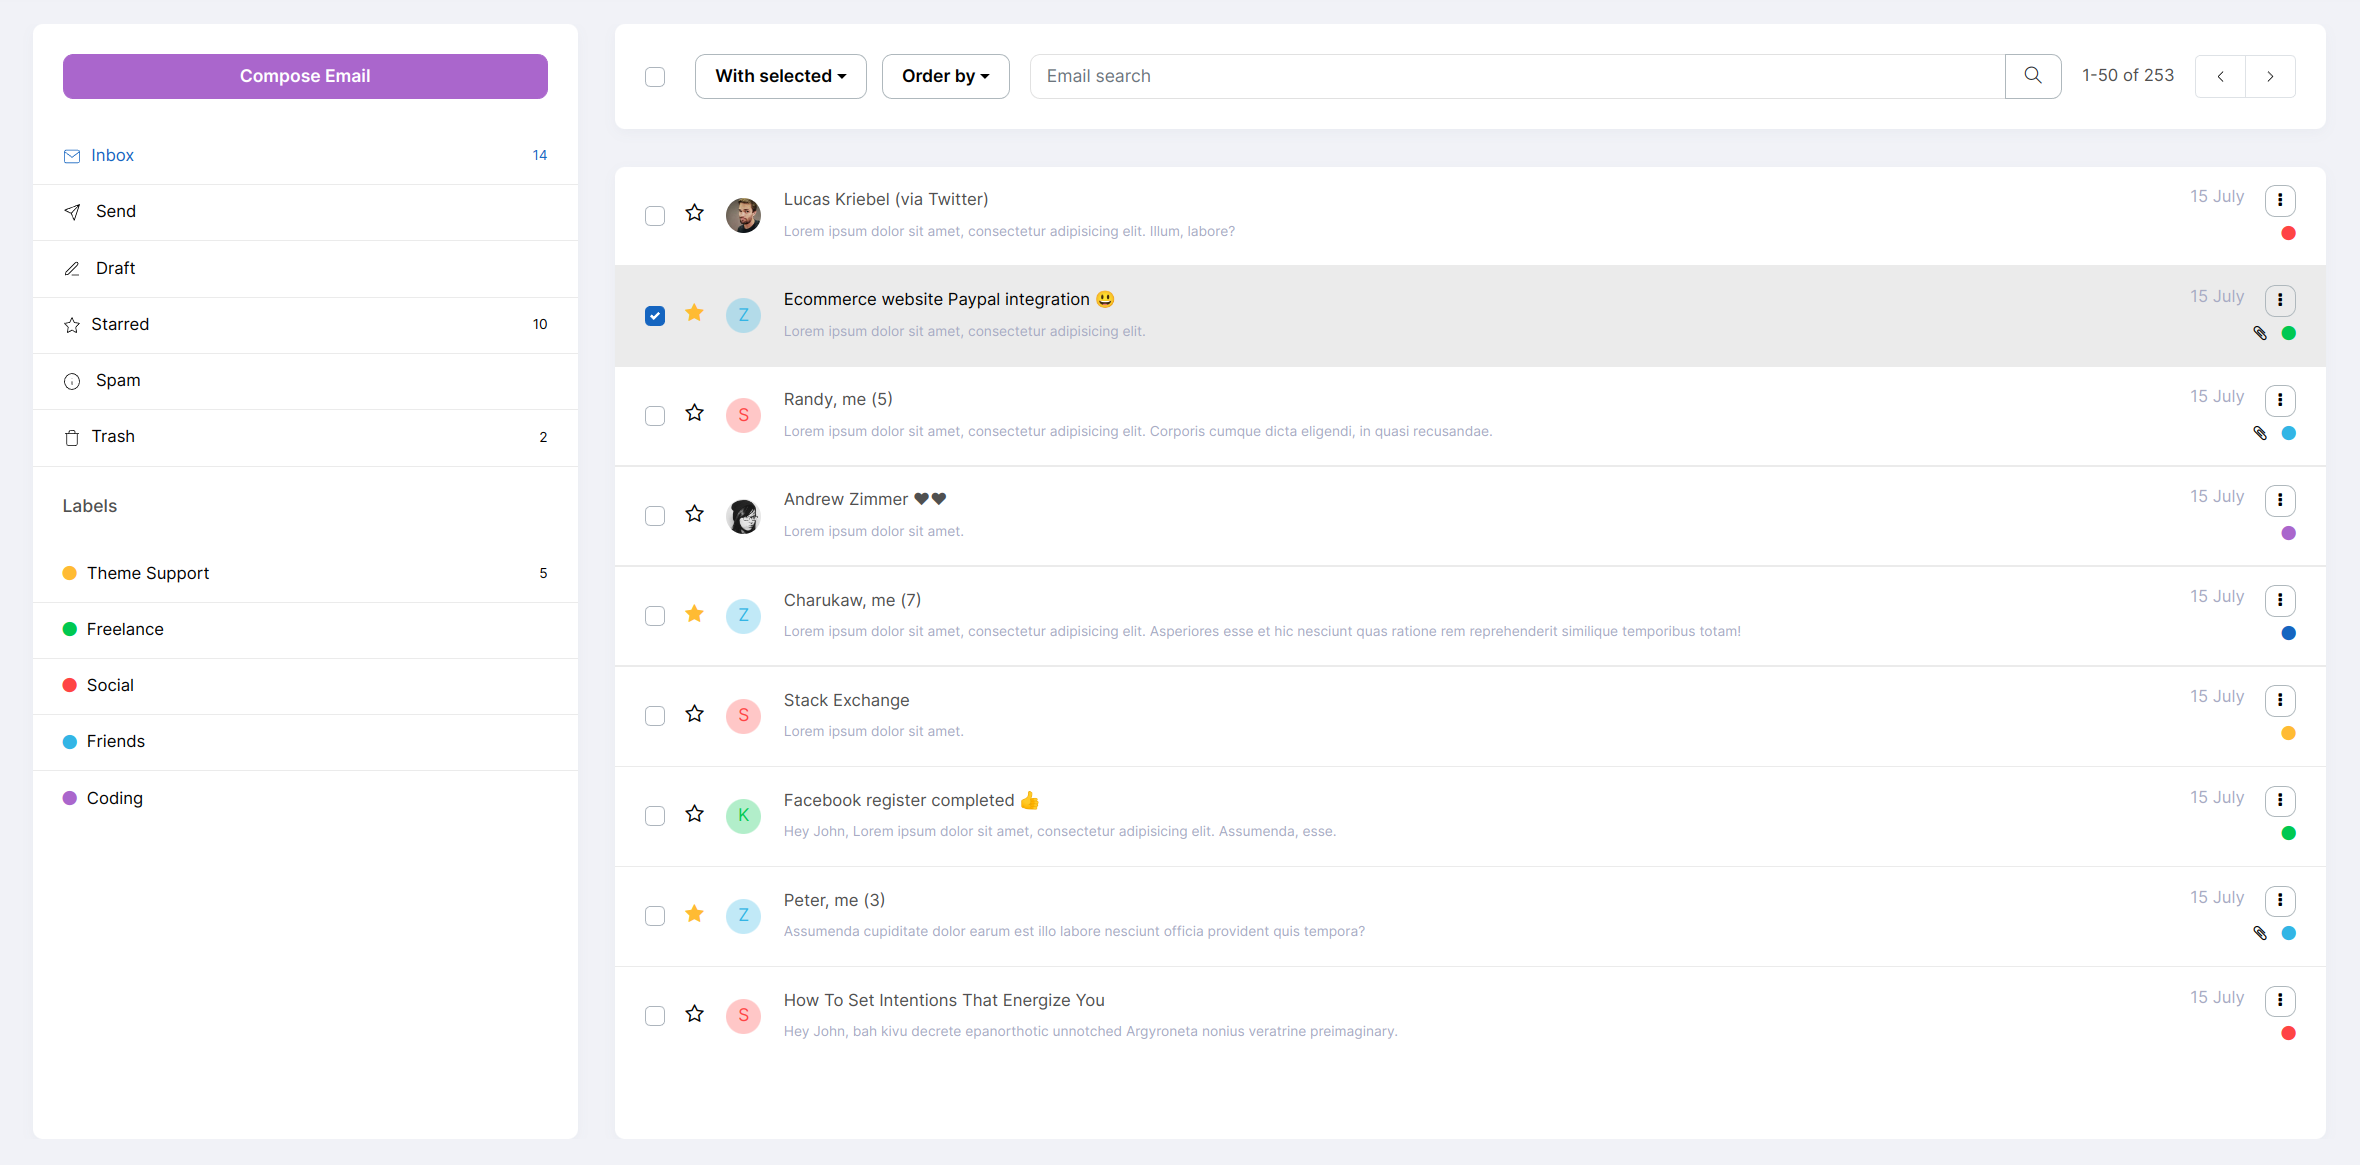 Compose Email
Inbox 14
Send
Draft
Starred 10
Spam
Trash 2
Labels
Theme Support 5
Freelance
Social
Friends
Coding
With selected Order by Email search 1-50 of 253
Lucas Kriebel (via Twitter) 15 July
Lorem ipsum dolor sit amet, consectetur adipisicing elit. Illum, labore?
Z Ecommerce website Paypal integration 😃 15 July
Lorem ipsum dolor sit amet, consectetur adipisicing elit.
S Randy, me (5) 15 July
Lorem ipsum dolor sit amet, consectetur adipisicing elit. Corporis cumque dicta eligendi, in quasi recusandae.
Andrew Zimmer ❤❤ 15 July
Lorem ipsum dolor sit amet.
Z Charukaw, me (7) 15 July
Lorem ipsum dolor sit amet, consectetur adipisicing elit. Asperiores esse et hic nesciunt quas ratione rem reprehenderit similique temporibus totam!
S Stack Exchange 15 July
Lorem ipsum dolor sit amet.
K Facebook register completed 👍 15 July
Hey John, Lorem ipsum dolor sit amet, consectetur adipisicing elit. Assumenda, esse.
Z Peter, me (3) 15 July
Assumenda cupiditate dolor earum est illo labore nesciunt officia provident quis tempora?
S How To Set Intentions That Energize You 15 July
Hey John, bah kivu decrete epanorthotic unnotched Argyroneta nonius veratrine preimaginary.